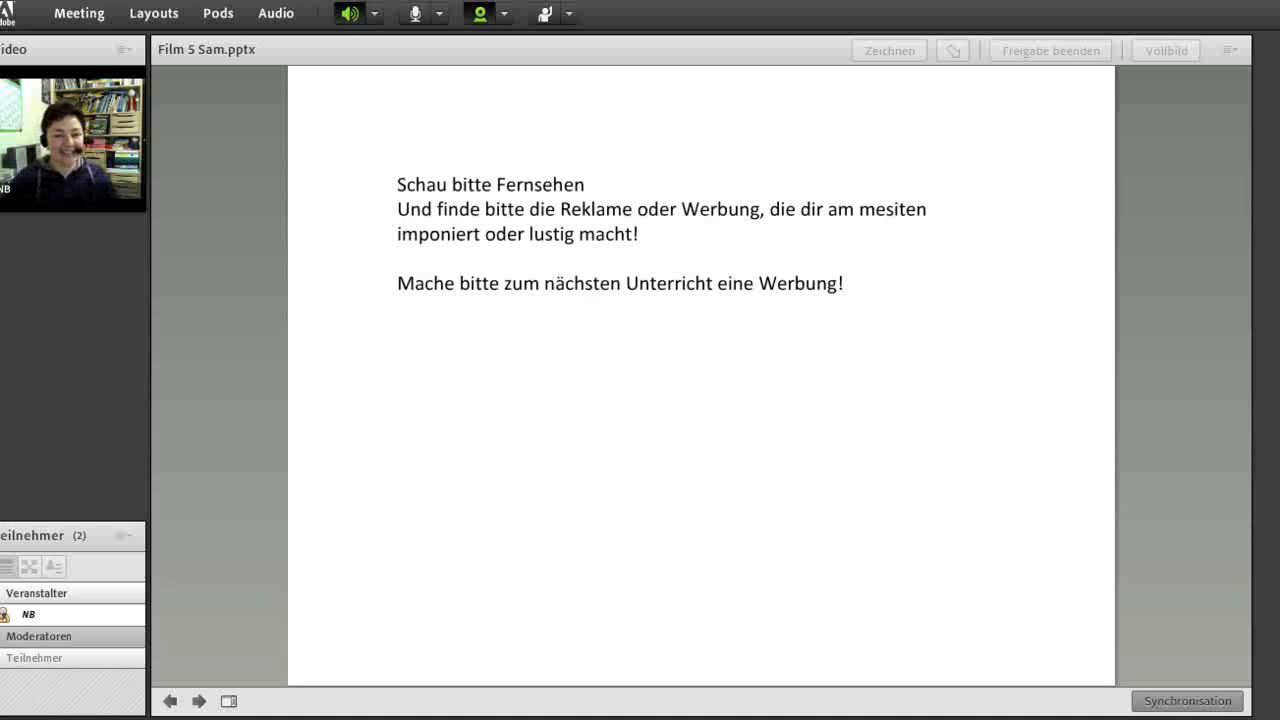 Meeting Layouts Pods Audio
dobe
ideo
Film 5 Sam.pptx
Zeichnen
Freigabe beenden
Vollbild
NB
Schau bitte Fernsehen
Und finde bitte die Reklame oder Werbung, die dir am mesiten
imponiert oder lustig macht!
Mache bitte zum nächsten Unterricht eine Werbung!
eilnehmer (2)
Veranstalter
NB
Moderatoren
Teilnehmer
Synchronisation